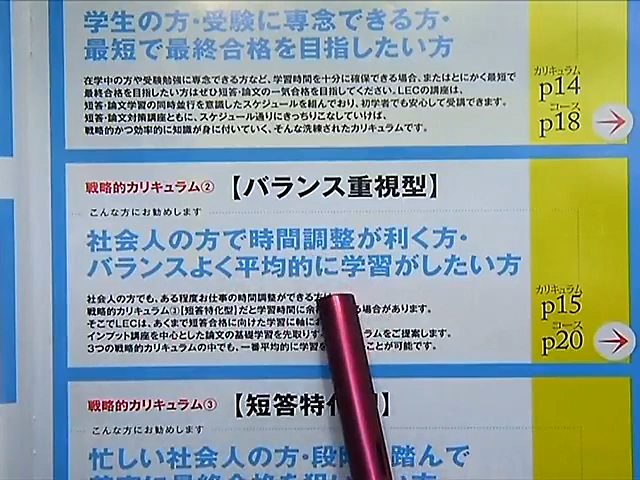 学生の方・受験に専念できる方・
最短で最終合格を目指したい方
在学中の方や受験勉強に専念できる方など、学習時間を十分に確保できる場合、またはとにかく最短で
最終合格を目指したい方はぜひ短答・論文の一気合格を目指してください。LECの講座は、
短答・論文学習の同時並行を意識したスケジュールを組んでおり、初学者でも安心して受講できます。
短答・論文対策講座ともに、スケジュール通りにきっちりこなしていけば、
戦略的かつ効率的に知識が身に付いていく、そんな洗練されたカリキュラムです。
カリキュラム
p14
コース
p18
戦略的カリキュラム② 【バランス重視型】
こんな方にお勧めします
社会人の方で時間調整が利く方・
バランスよく平均的に学習がしたい方
社会人の方でも、ある程度お仕事の時間調整ができる方は
戦略的カリキュラム③[短答特化型]だと学習時間に余 る場合があります。
そこでLECは、あくまで短答合格に向けた学習に軸に ラムをご提案します。
インプット講座を中心とした論文の基礎学習を先取りす
3つの戦略的カリキュラムの中でも、一番平均的に学習を ことが可能です。
カリキュラム
p15
コース
p20
戦略的カリキュラム③ 【短答特化 】
こんな方にお勧めします
忙しい社会人の方・段 踏んで